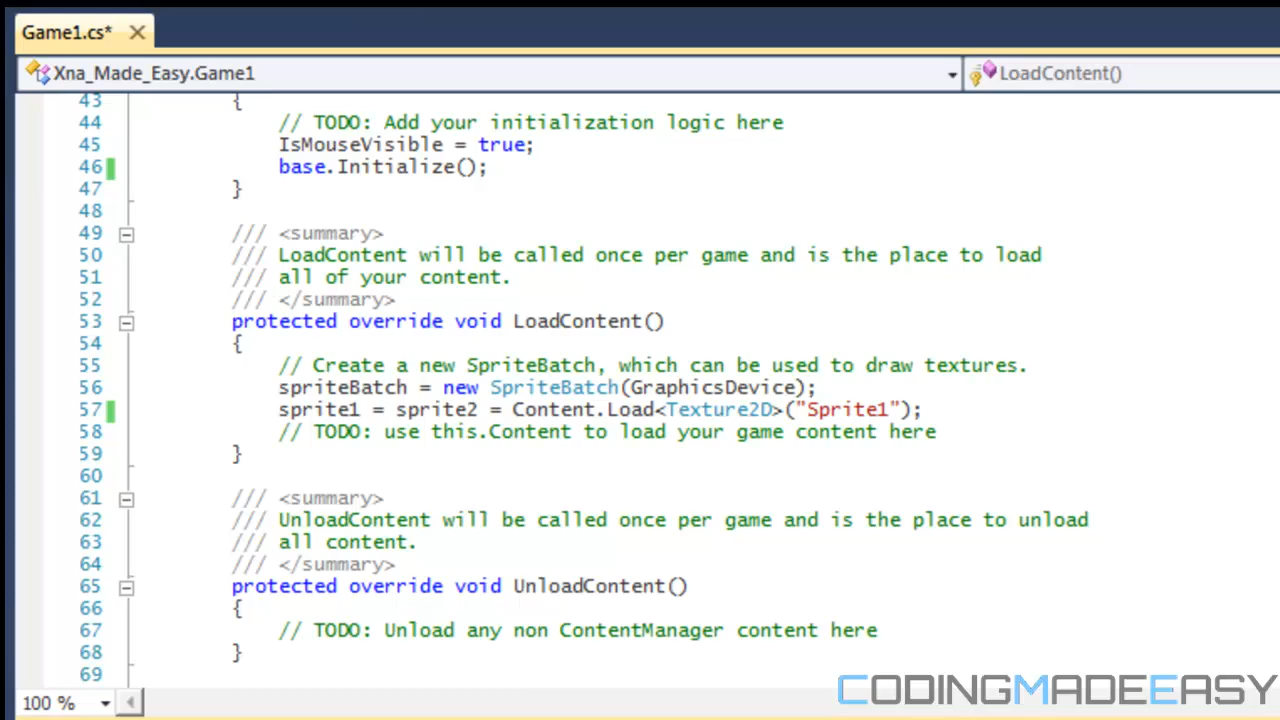 Game1.cs*
Xna_Made_Easy.Game1 LoadContent()
43 {
44 // TODO: Add your initialization logic here
45 IsMouseVisible = true;
46 base.Initialize();
47 }
48
49 /// <summary>
50 /// LoadContent will be called once per game and is the place to load
51 /// all of your content.
52 /// </summary>
53 protected override void LoadContent()
54 {
55 // Create a new SpriteBatch, which can be used to draw textures.
56 spriteBatch = new SpriteBatch(GraphicsDevice);
57 sprite1 = sprite2 = Content.Load<Texture2D>("Sprite1");
58 // TODO: use this.Content to load your game content here
59 }
60
61 /// <summary>
62 /// UnloadContent will be called once per game and is the place to unload
63 /// all content.
64 /// </summary>
65 protected override void UnloadContent()
66 {
67 // TODO: Unload any non ContentManager content here
68 }
69
100 %
CODINGMADEEASY